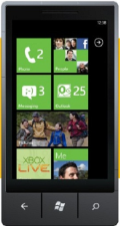 2
Phone
People
3
25
Messaging
Outlook
XBOX
LIVE
Me